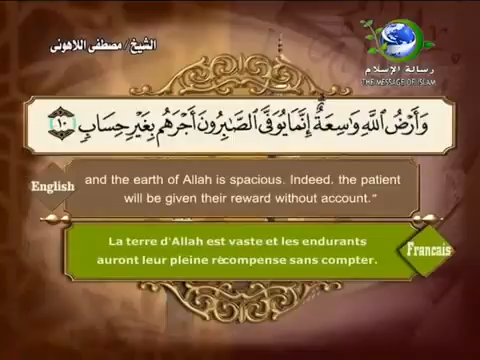 الشيخ/ مصطفى اللاهونى
رسالة الإسلام
THE MESSAGE OF ISLAM
وَأَرْضُ اللَّهِ وَاسِعَةٌ إِنَّمَا يُوَفَّى الصَّابِرُونَ أَجْرَهُم بِغَيْرِ حِسَابٍ ١٠
English
and the earth of Allah is spacious. Indeed, the patient
will be given their reward without account."
La terre d'Allah est vaste et les endurants
auront leur pleine récompense sans compter.
Francais